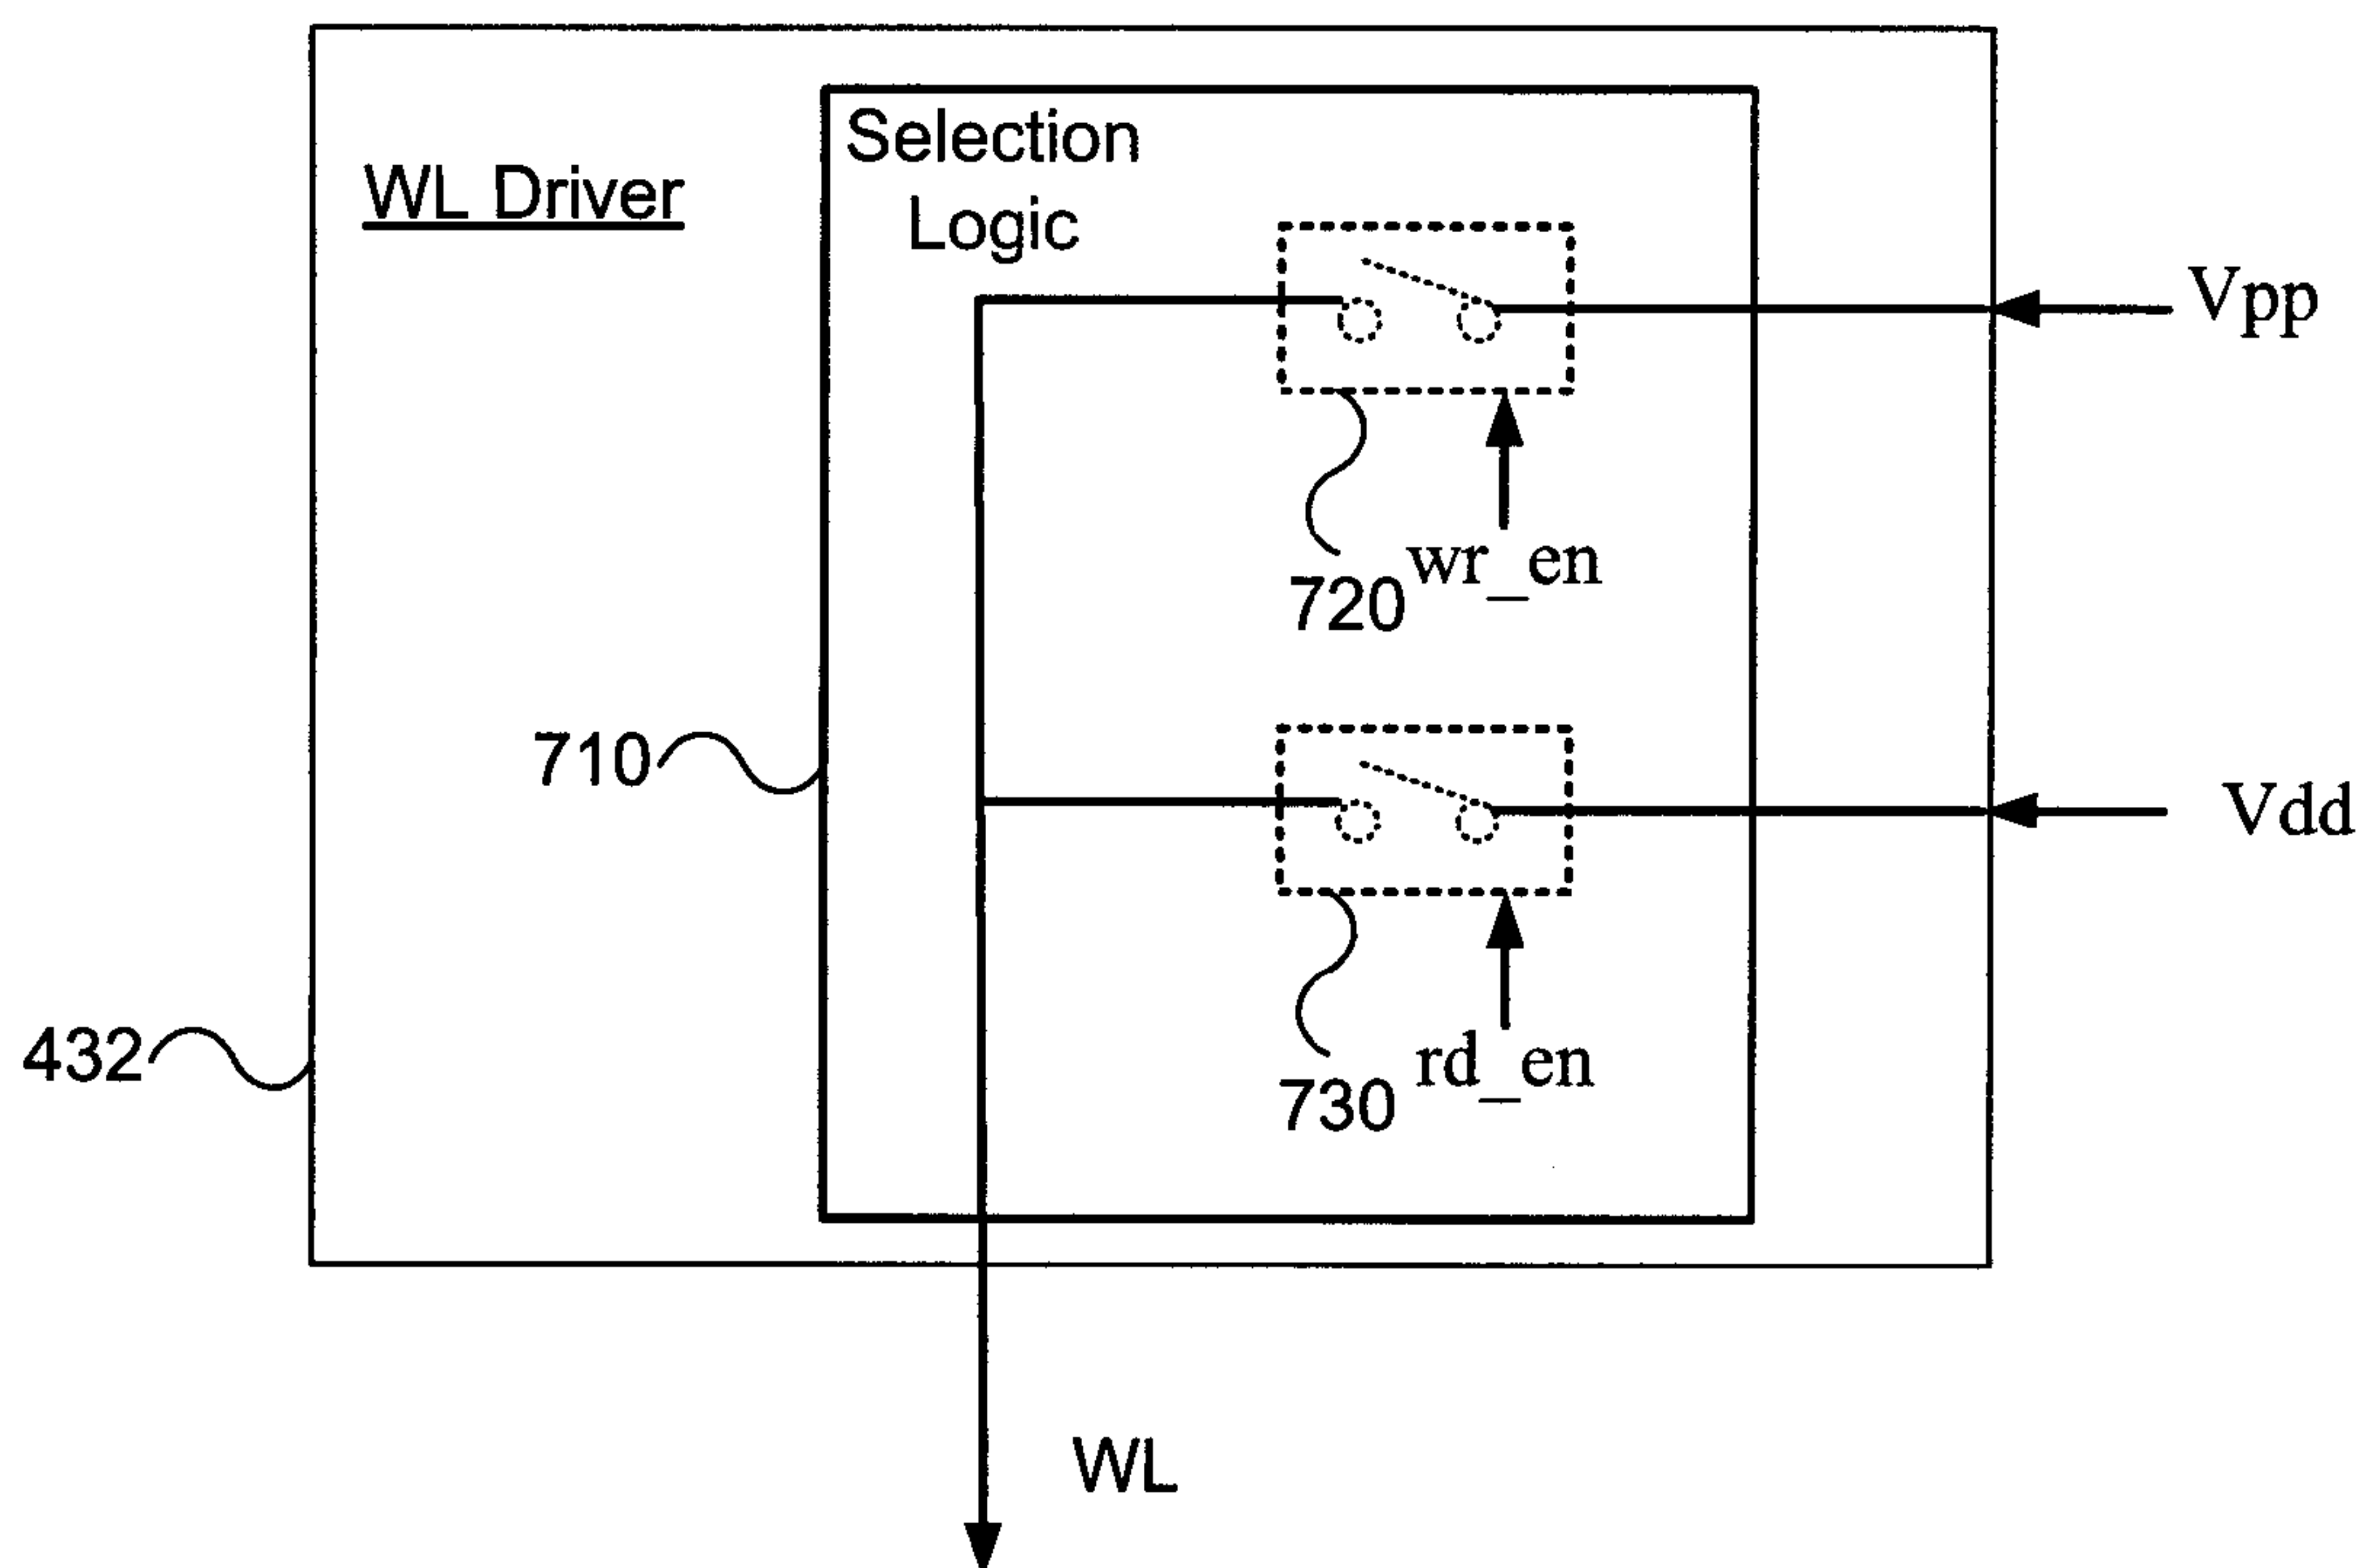 Selection
Logic
WL Driver
Vpp
wr_en
720
710
Vdd
432
rd_en
730
WL